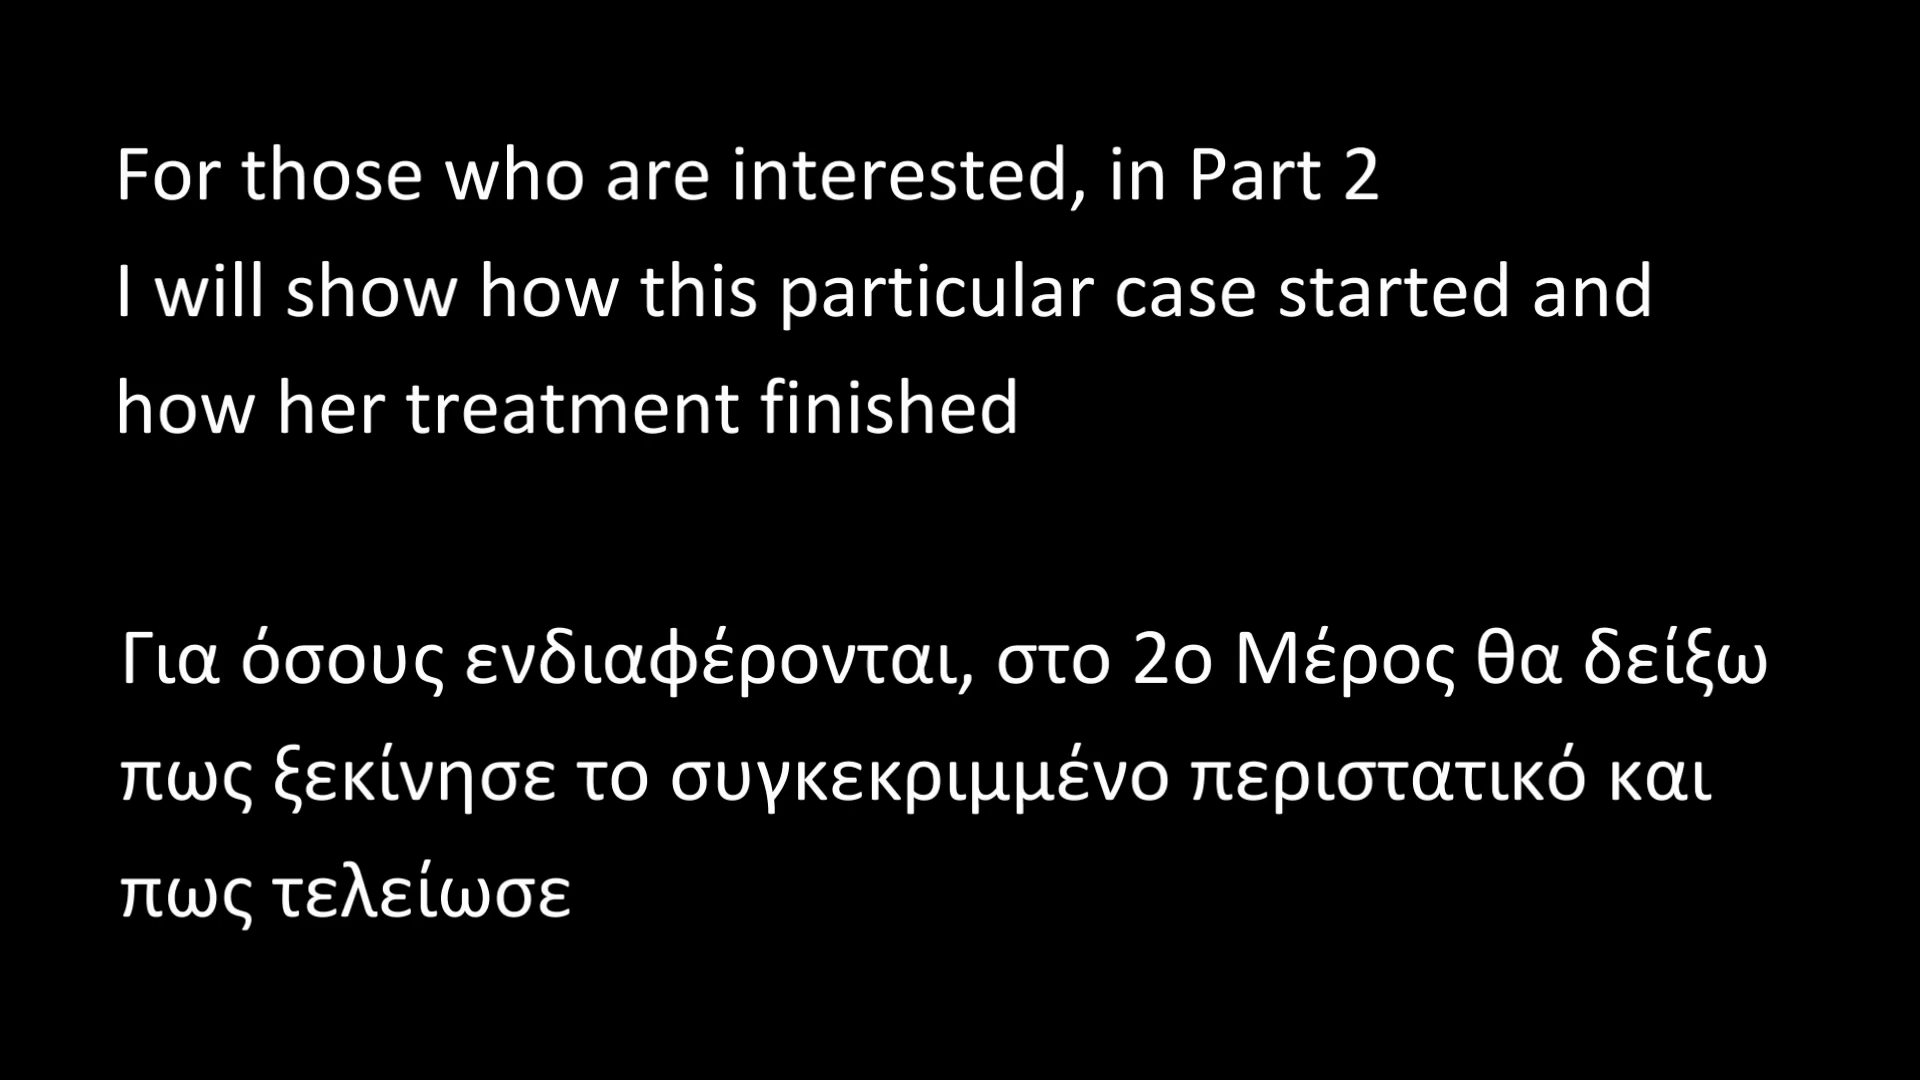 For those who are interested, in Part 2
I will show how this particular case started and
how her treatment finished
Για όσους ενδιαφέρονται, στο 2ο Μέρος θα δείξω
πως ξεκίνησε το συγκεκριμμένο περιστατικό και
πως τελείωσε